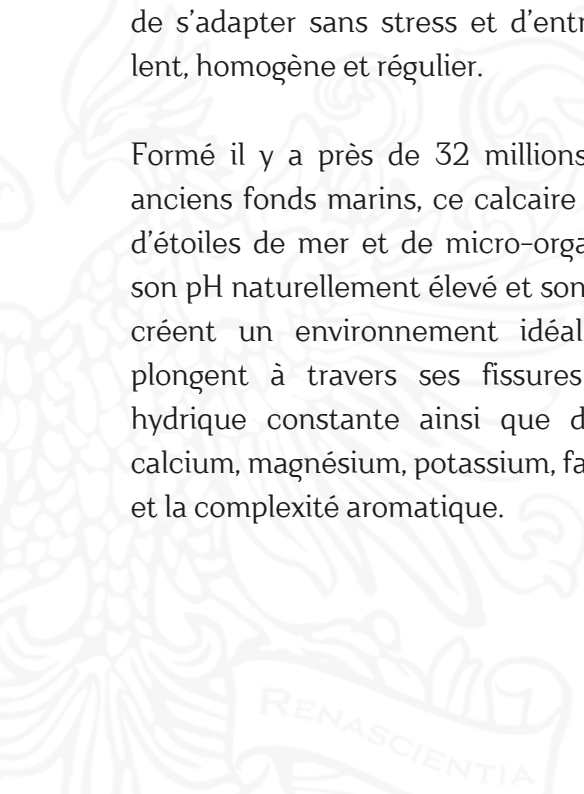 de s’adapter sans stress et d’entr
lent, homogène et régulier.
Formé il y a près de 32 millions
anciens fonds marins, ce calcaire
d'étoiles de mer et de micro-orga
son pH naturellement élevé et son
créent un environnement idéal
plongent à travers ses fissures
hydrique constante ainsi que d
calcium, magnésium, potassium, fa
et la complexité aromatique.
RENASCIENTIA